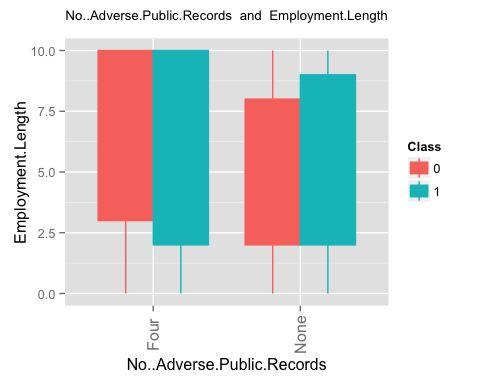 No..Adverse.Public.Records and Employment.Length
10.0
7.5
5.0
2.5
0.0
Employment.Length
Four
None
No..Adverse.Public.Records
Class
0
1